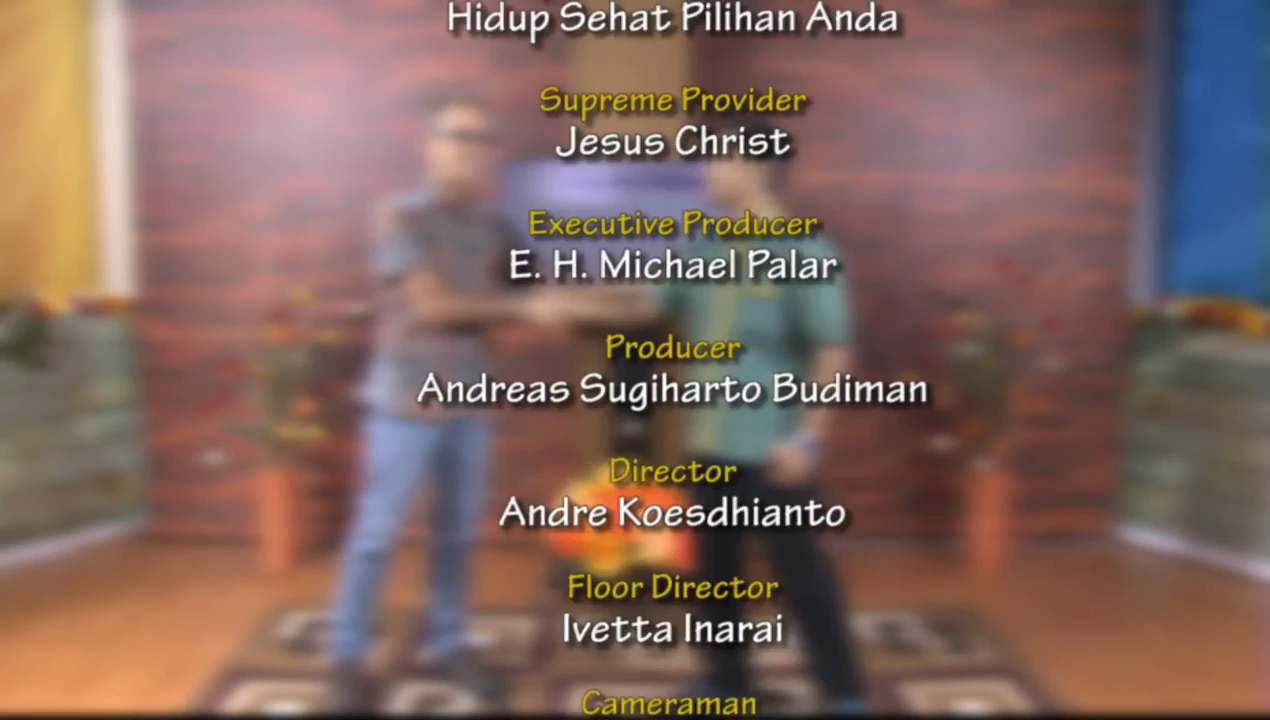 Hidup Sehat Pilihan Anda
Supreme Provider
Jesus Christ
Executive Producer
E. H. Michael Palar
Producer
Andreas Sugiharto Budiman
Director
Andre Koesdhianto
Floor Director
Ivetta Inarai
Cameraman